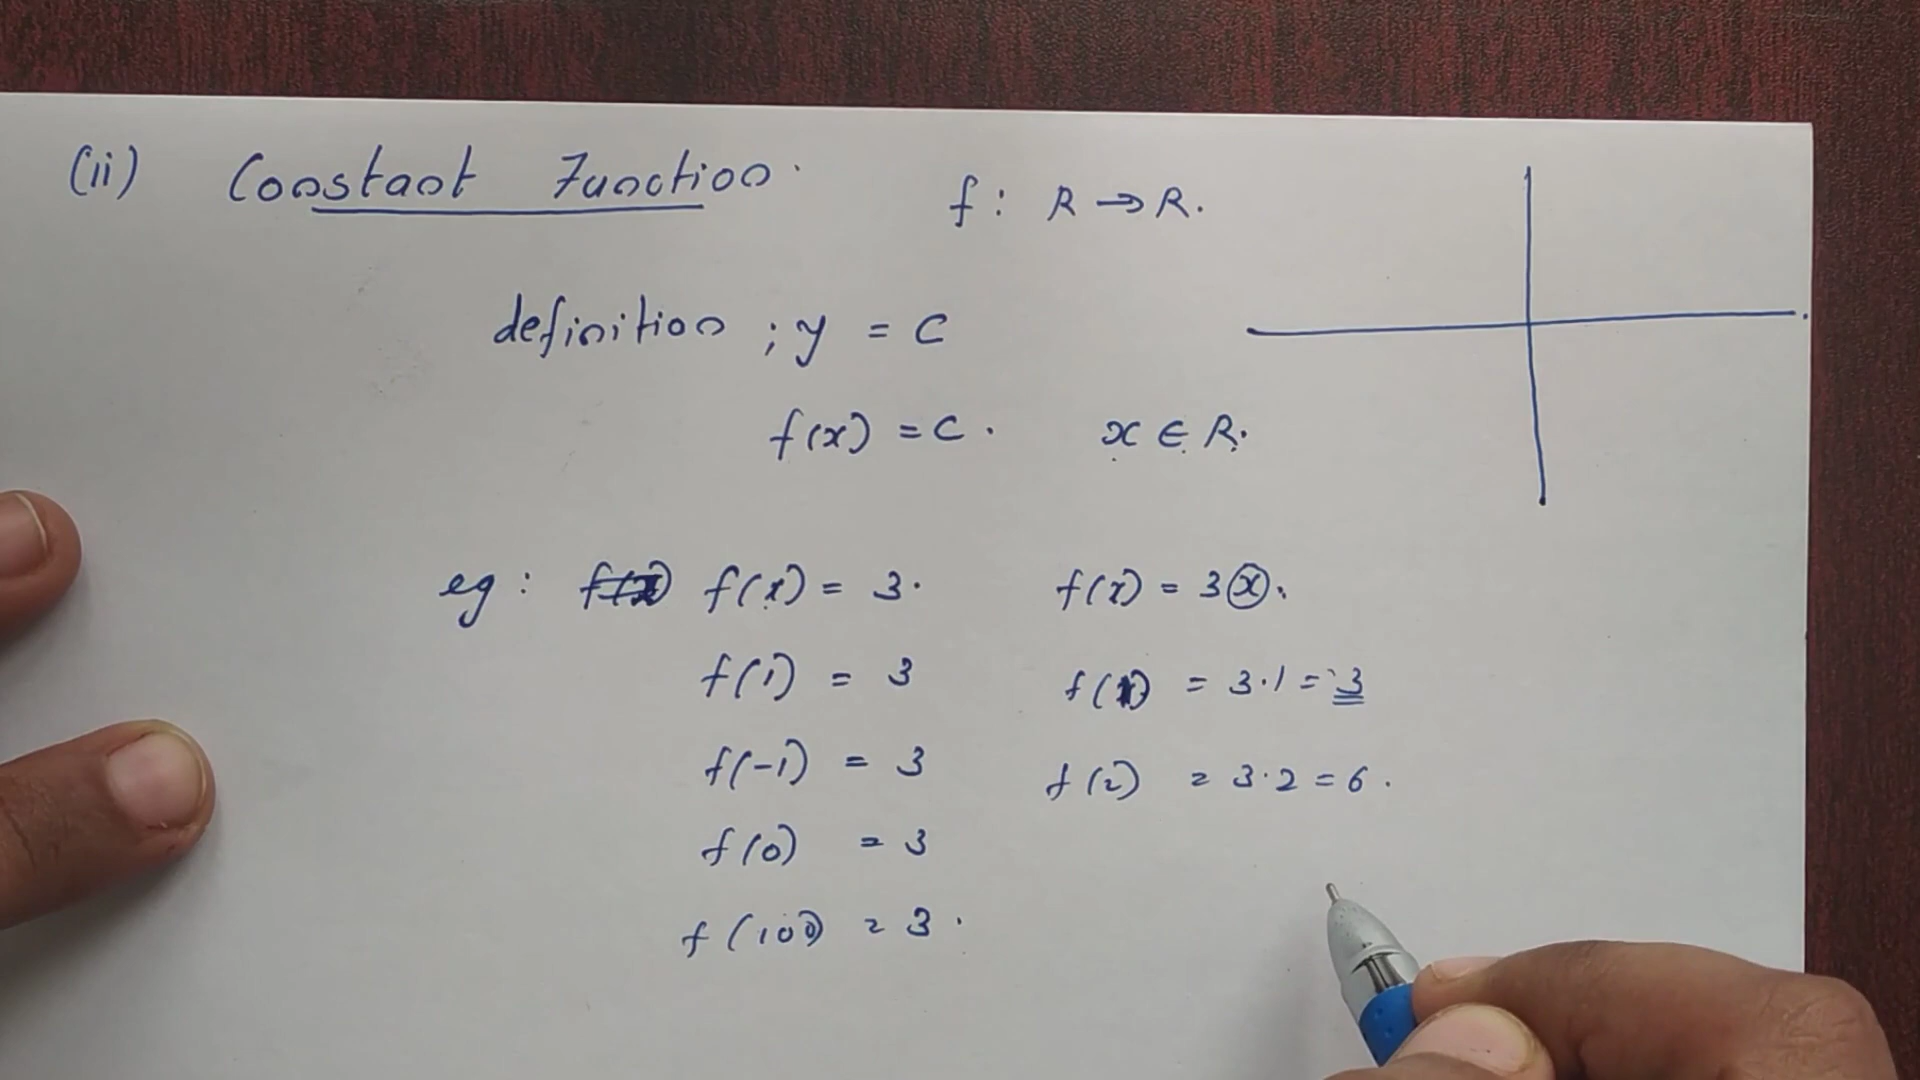 (ii) Constant Function. f: R → R.
definition ; y = C
f(x) = C. x ∈ R.
eg: f(x) = 3. f(x) = 3x.
f(1) = 3 f(1) = 3·1 = 3
f(-1) = 3 f(2) = 3·2 = 6.
f(0) = 3
f(100) = 3.